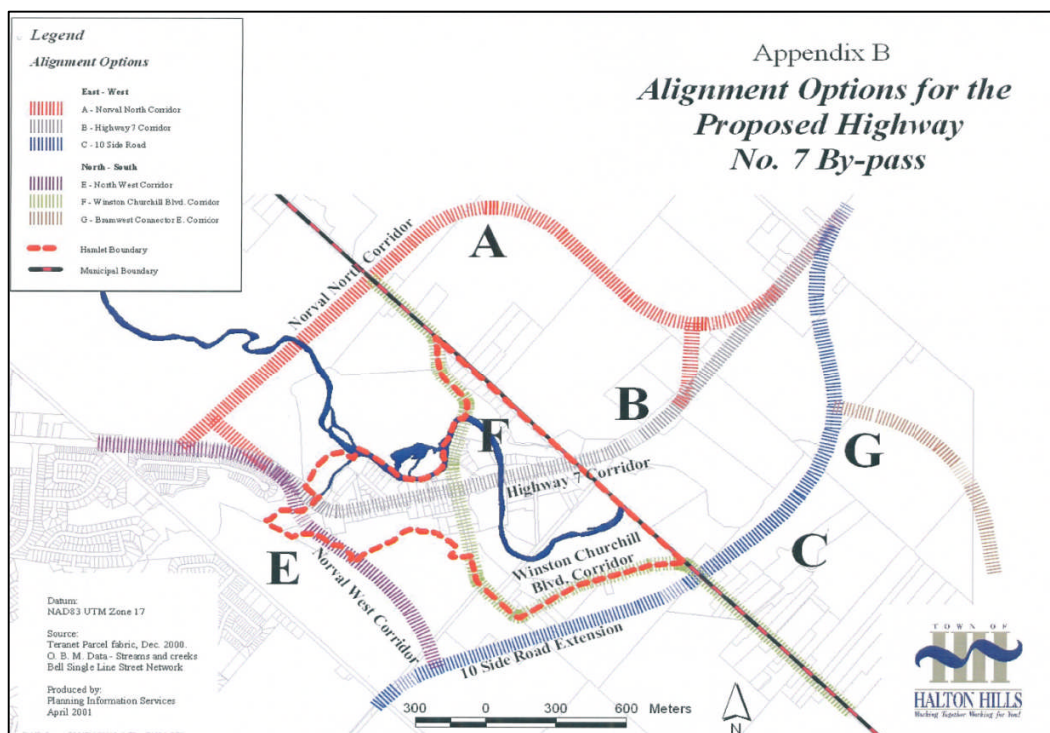 Legend
Alignment Options
East - West
A - Norval North Corridor
B - Highway 7 Corridor
C - 10 Side Road
North - South
E - North West Corridor
F - Winston Churchill Blvd. Corridor
G - Bramwest Connector E. Corridor
Hamlet Boundary
Municipal Boundary
Appendix B
Alignment Options for the
Proposed Highway
No. 7 By-pass
Norval North Corridor
A
B
F
G
Highway 7 Corridor
C
E
Winston Churchill
Blvd. Corridor
Norval West Corridor
10 Side Road Extension
Datum:
NAD83 UTM Zone 17
Source:
Teranet Parcel fabric, Dec. 2000.
O. B. M. Data - Streams and creeks
Bell Single Line Street Network
Produced by:
Planning Information Services
April 2001
300 0 300 600 Meters
N
TOWN OF
HALTON HILLS
Working Together Working for You!